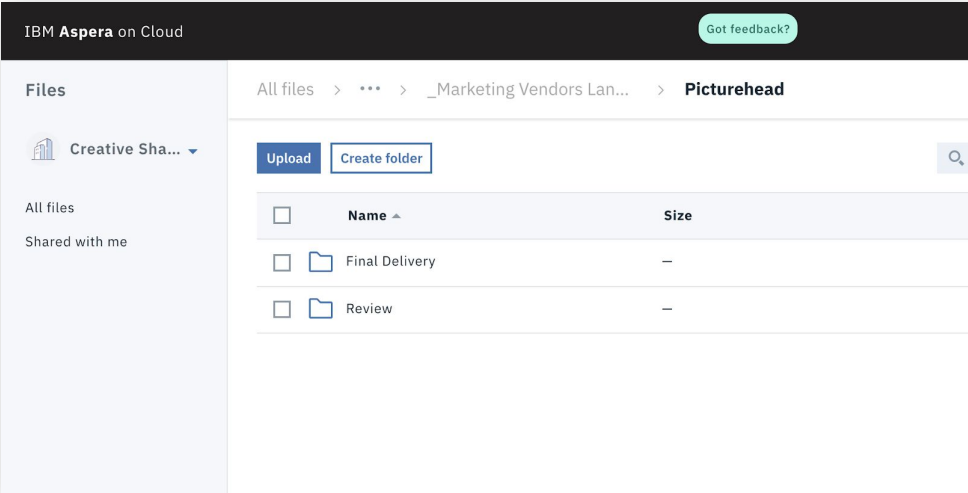 IBM Aspera on Cloud
Got feedback?
Files
All files > ••• > _Marketing Vendors Lan... > Picturehead
Creative Sha...
Upload
Create folder
All files
Shared with me
Name
Size
Final Delivery
—
Review
—